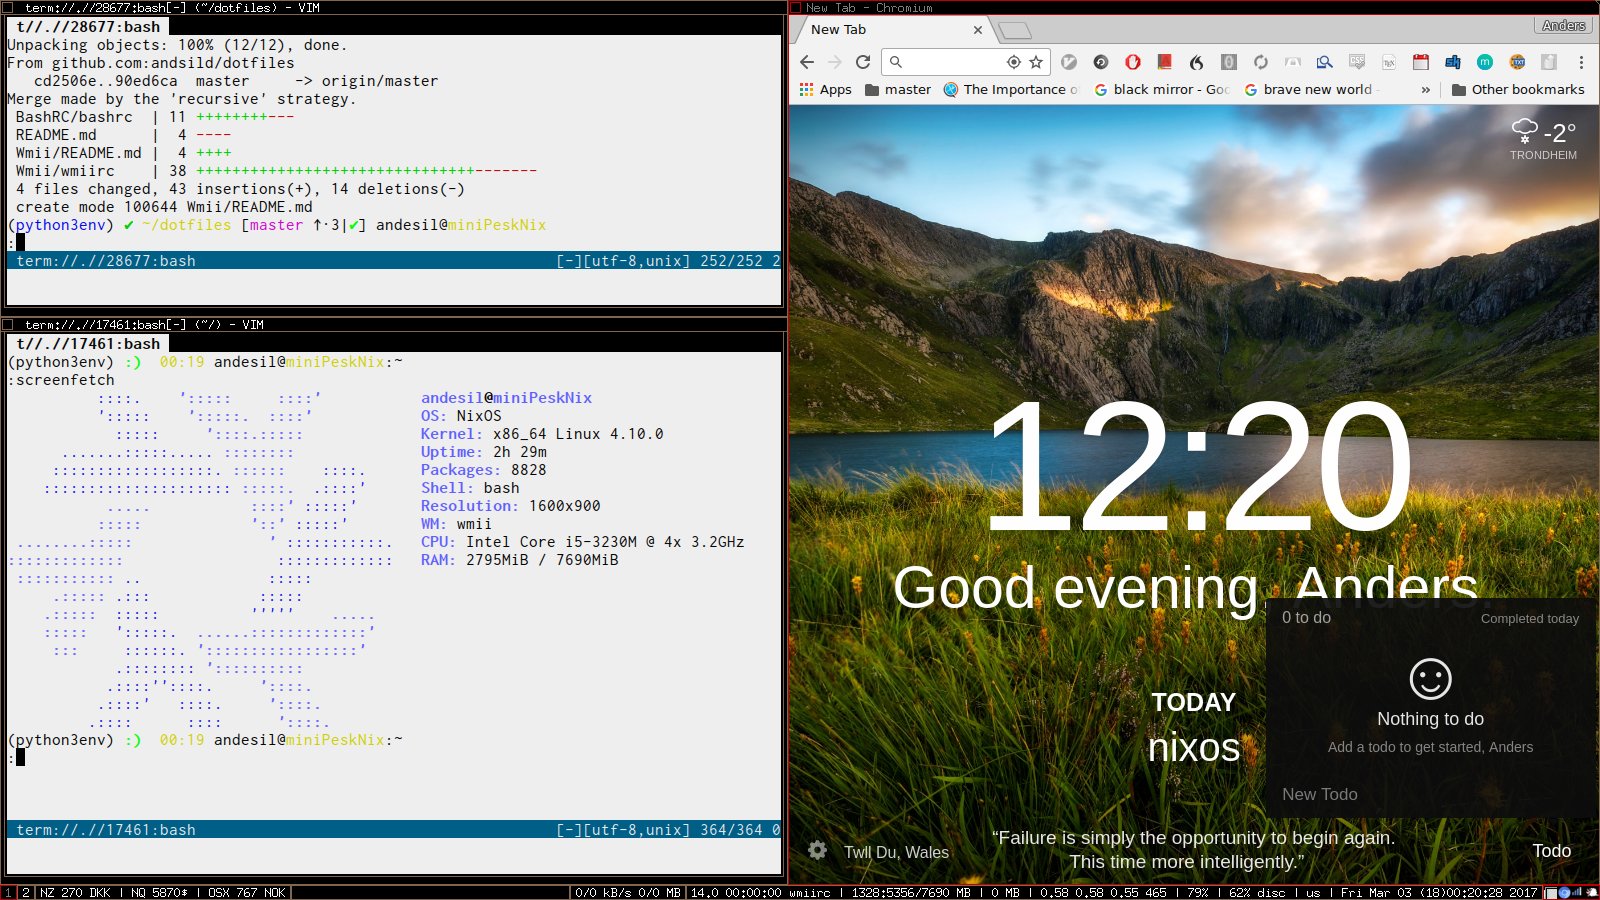 term://.//28677:bash[-] (~/dotfiles) - VIM
t//.//28677:bash
Unpacking objects: 100% (12/12), done.
From github.com:andsild/dotfiles
cd2506e..90ed6ca  master     -> origin/master
Merge made by the 'recursive' strategy.
BashRC/bashrc  | 11 ++++++++---
README.md      |  4 ----
Wmii/README.md |  4 ++++
Wmii/wmiirc    | 38 +++++++++++++++++++++++++++++++-------
4 files changed, 43 insertions(+), 14 deletions(-)
create mode 100644 Wmii/README.md
(python3env) ✔ ~/dotfiles [master ↑·3|✔] andesil@miniPeskNix
:
term://.//28677:bash [-][utf-8,unix] 252/252 2
term://.//17461:bash[-] (~/) - VIM
t//.//17461:bash
(python3env) :)  00:19 andesil@miniPeskNix:~
:screenfetch
andesil@miniPeskNix
OS: NixOS
Kernel: x86_64 Linux 4.10.0
Uptime: 2h 29m
Packages: 8828
Shell: bash
Resolution: 1600x900
WM: wmii
CPU: Intel Core i5-3230M @ 4x 3.2GHz
RAM: 2795MiB / 7690MiB
(python3env) :)  00:19 andesil@miniPeskNix:~
:
term://.//17461:bash [-][utf-8,unix] 364/364 0
New Tab - Chromium
New Tab
Anders
Apps master The Importance o black mirror - Goo brave new world - » Other bookmarks
-2°
TRONDHEIM
12:20
Good evening, Anders.
0 to do Completed today
Nothing to do
Add a todo to get started, Anders
New Todo
TODAY
nixos
“Failure is simply the opportunity to begin again.
This time more intelligently.”
Twll Du, Wales
Todo
1 2 NZ 270 DKK | NQ 5870* | OSX 767 NOK 0/0 kB/s 0/0 MB 14.0 00:00:00 wmiirc | 1328:5356/7690 MB | 0 MB | 0.58 0.58 0.55 465 | 79% | 62% disc | us | Fri Mar 03 (18)00:20:28 2017